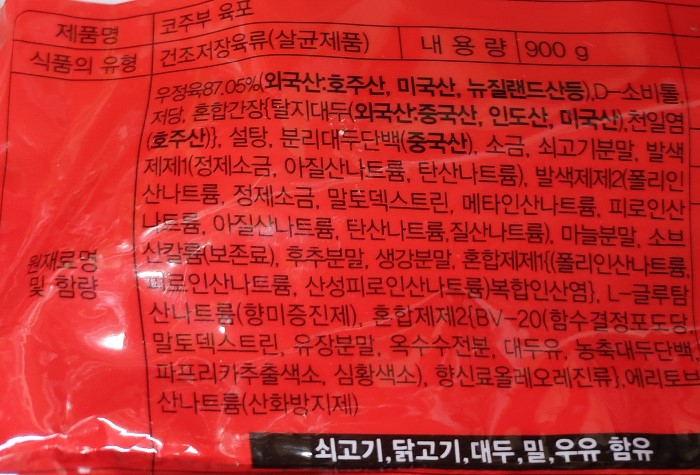 제품명 코주부 육포
식품의 유형 건조저장육류(살균제품) 내 용 량 900 g
원재료명
및 함량
우정육87.05%(외국산:호주산, 미국산, 뉴질랜드산등),D-소비톨
저당, 혼합간장{탈지대두(외국산:중국산, 인도산, 미국산),천일염
(호주산)}, 설탕, 분리대두단백(중국산), 소금, 쇠고기분말, 발색
제제1(정제소금, 아질산나트륨, 탄산나트륨), 발색제제2(폴리인
산나트륨, 정제소금, 말토덱스트린, 메타인산나트륨, 피로인산
나트륨, 아질산나트륨, 탄산나트륨,질산나트륨), 마늘분말, 소브
산칼륨(보존료), 후추분말, 생강분말, 혼합제제1{(폴리인산나트륨
피로인산나트륨, 산성피로인산나트륨)복합인산염}, L-글루탐
산나트륨(향미증진제), 혼합제제2{BV-20(함수결정포도당,
말토덱스트린, 유장분말, 옥수수전분, 대두유, 농축대두단백
파프리카추출색소, 심황색소), 향신료올레오레진류},에리토브
산나트륨(산화방지제)
쇠고기,닭고기,대두,밀,우유 함유